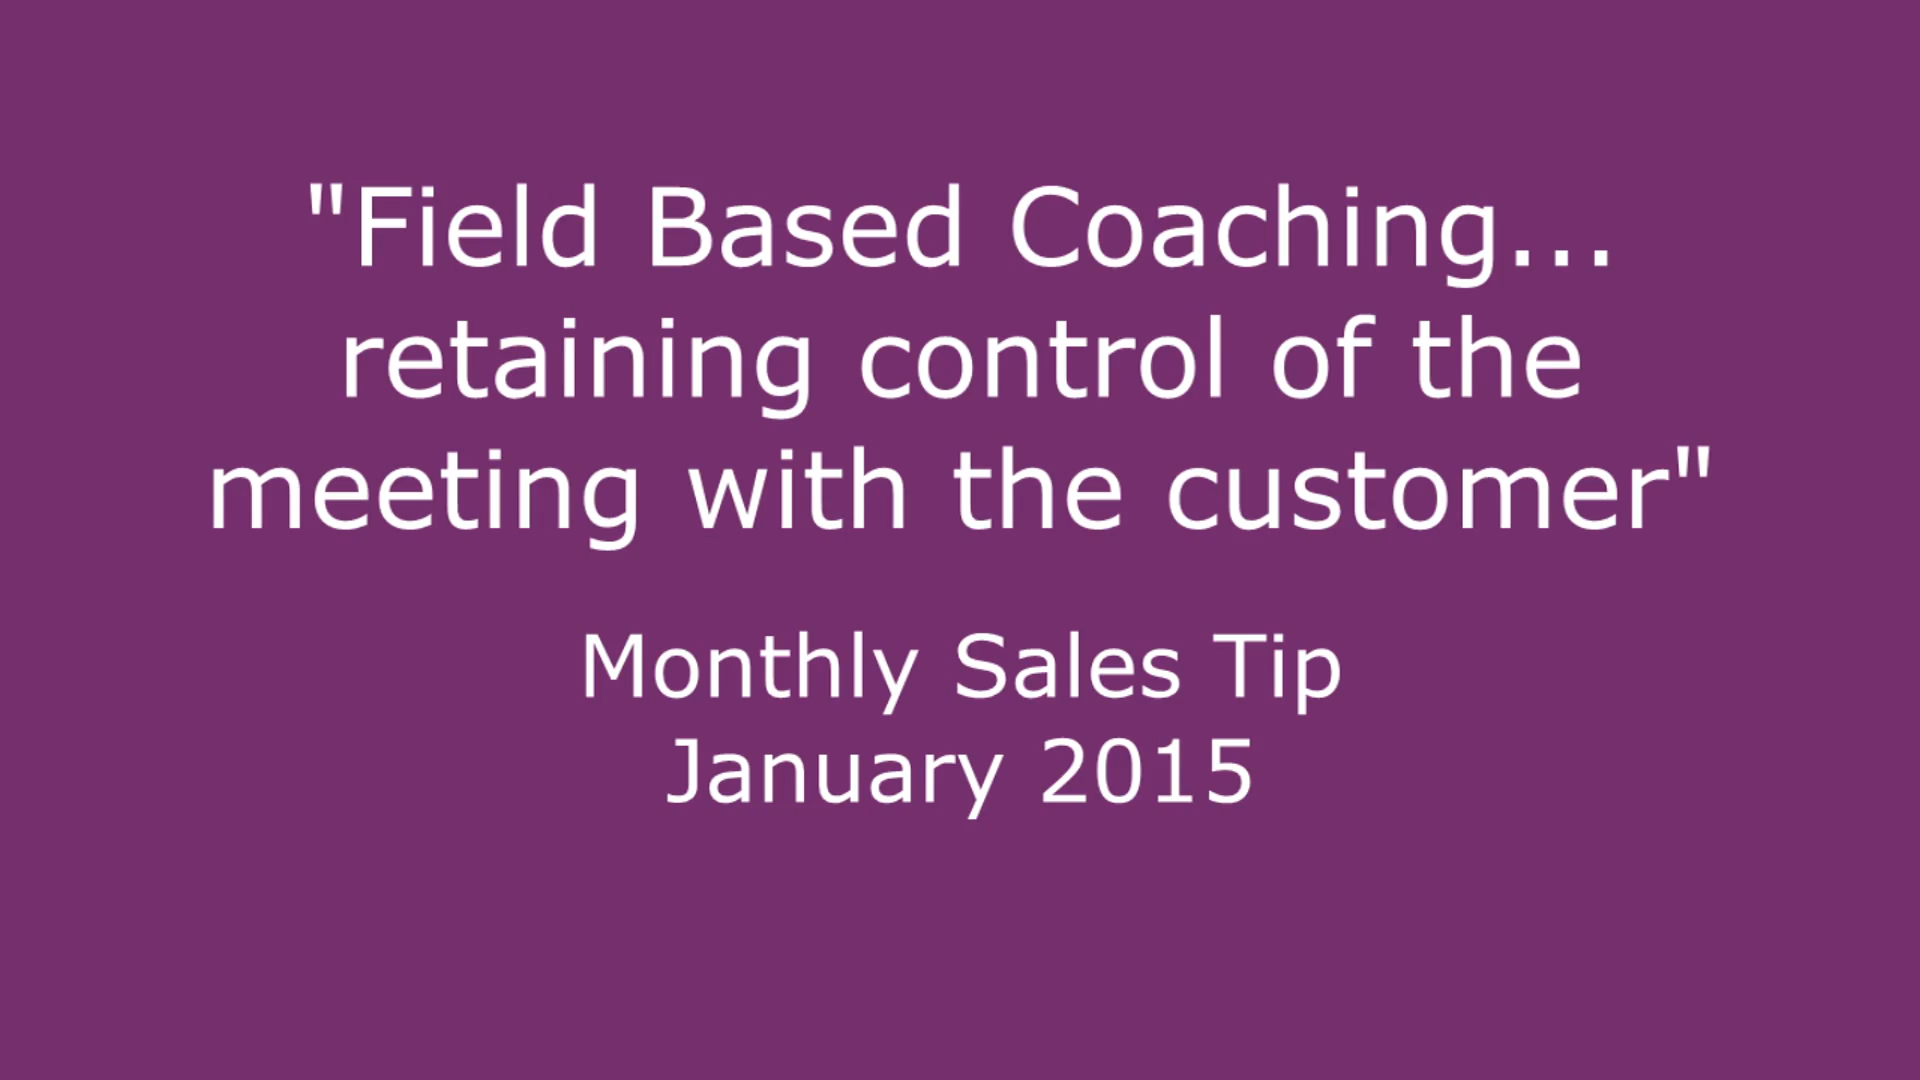 "Field Based Coaching...
retaining control of the
meeting with the customer"
Monthly Sales Tip
January 2015